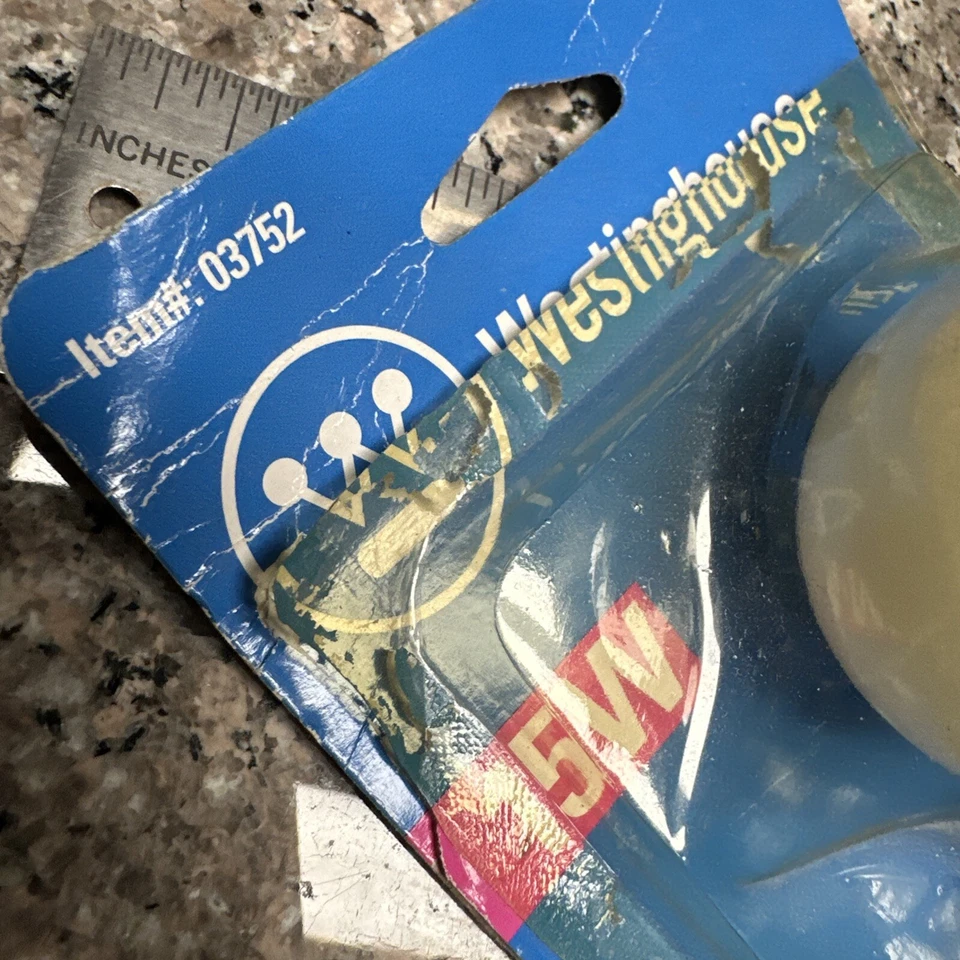 INCHES
Item#: 03752
Westinghouse
5W